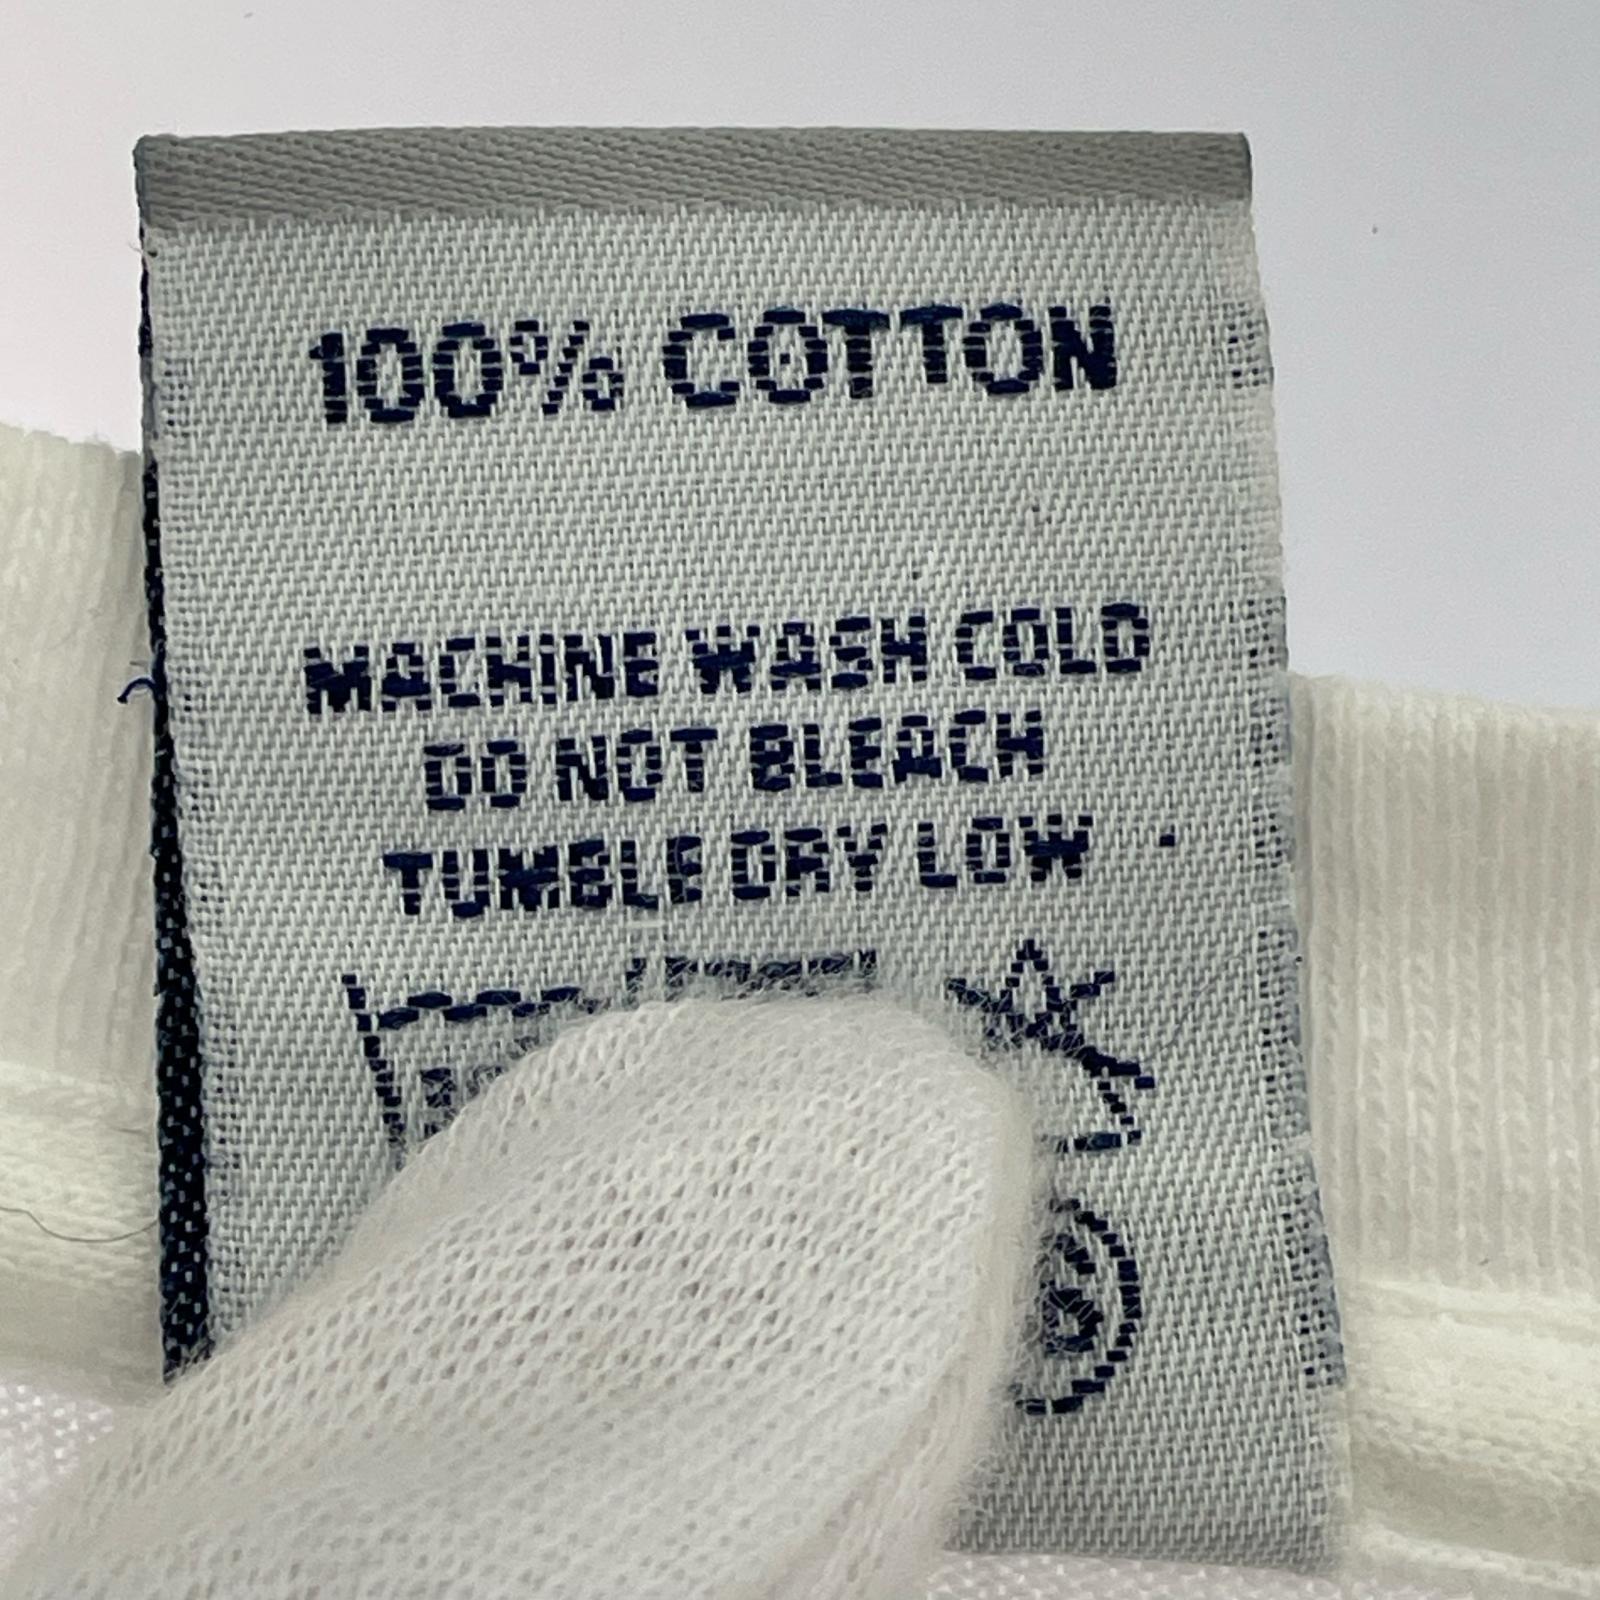 100% COTTON
MACHINE WASH COLD
DO NOT BLEACH
TUMBLE DRY LOW